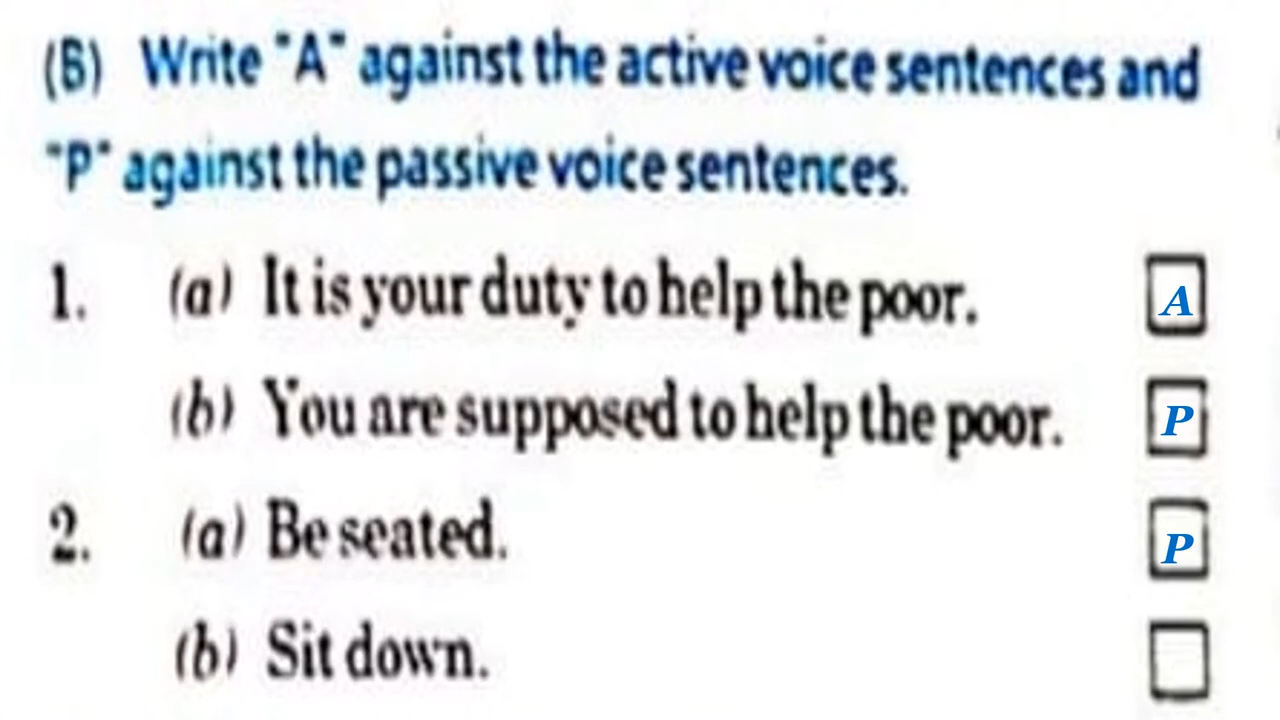 (B) Write "A" against the active voice sentences and
"P" against the passive voice sentences.
1. (a) It is your duty to help the poor. A
(b) You are supposed to help the poor. P
2. (a) Be seated. P
(b) Sit down.